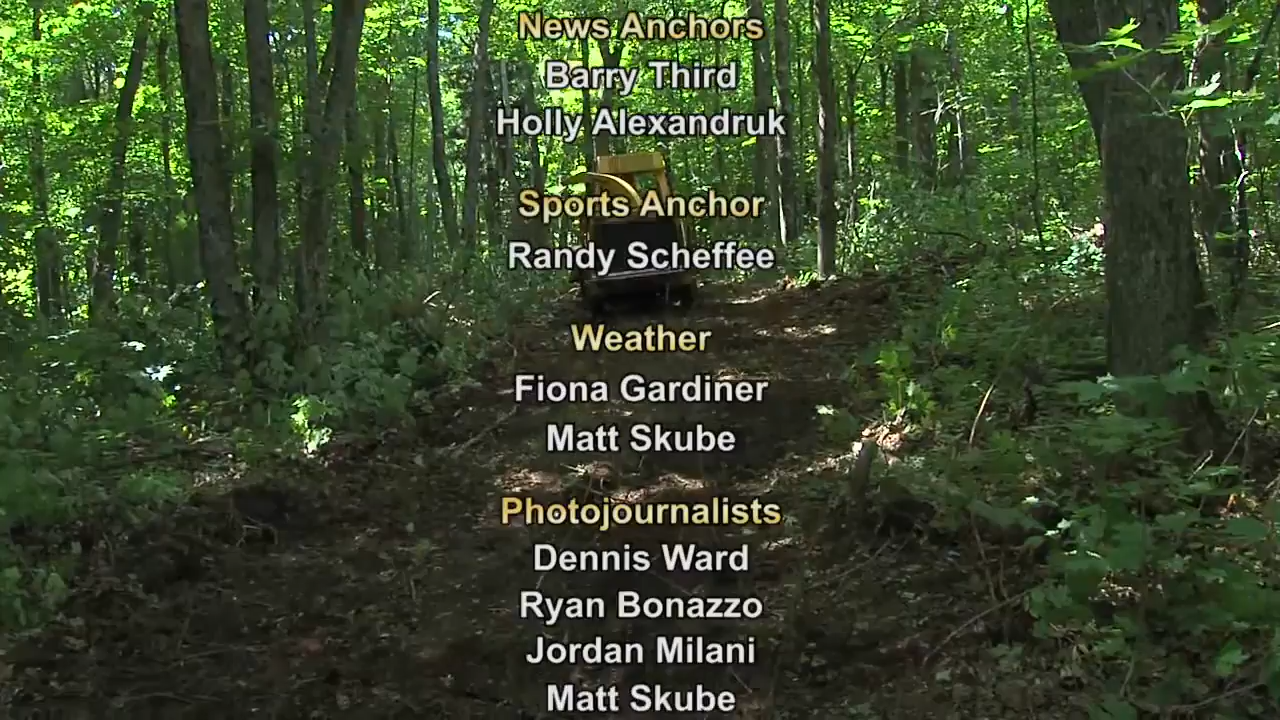 News Anchors
Barry Third
Holly Alexandruk
Sports Anchor
Randy Scheffee
Weather
Fiona Gardiner
Matt Skube
Photojournalists
Dennis Ward
Ryan Bonazzo
Jordan Milani
Matt Skube